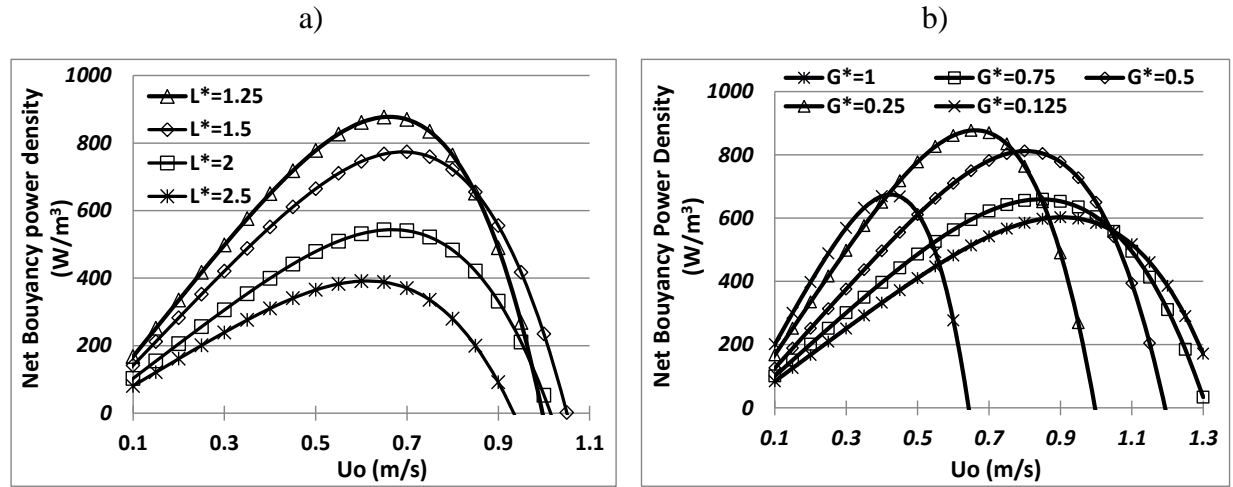 a)
1000
800
600
400
200
0
Net Bouyancy power density
(W/m³)
L*=1.25
L*=1.5
L*=2
L*=2.5
0.1 0.3 0.5 0.7 0.9 1.1
Uo (m/s)
b)
G*=1 G*=0.75 G*=0.5
G*=0.25 G*=0.125
1000
800
600
400
200
0
Net Bouyancy Power Density
(W/m³)
0.1 0.3 0.5 0.7 0.9 1.1 1.3
Uo (m/s)